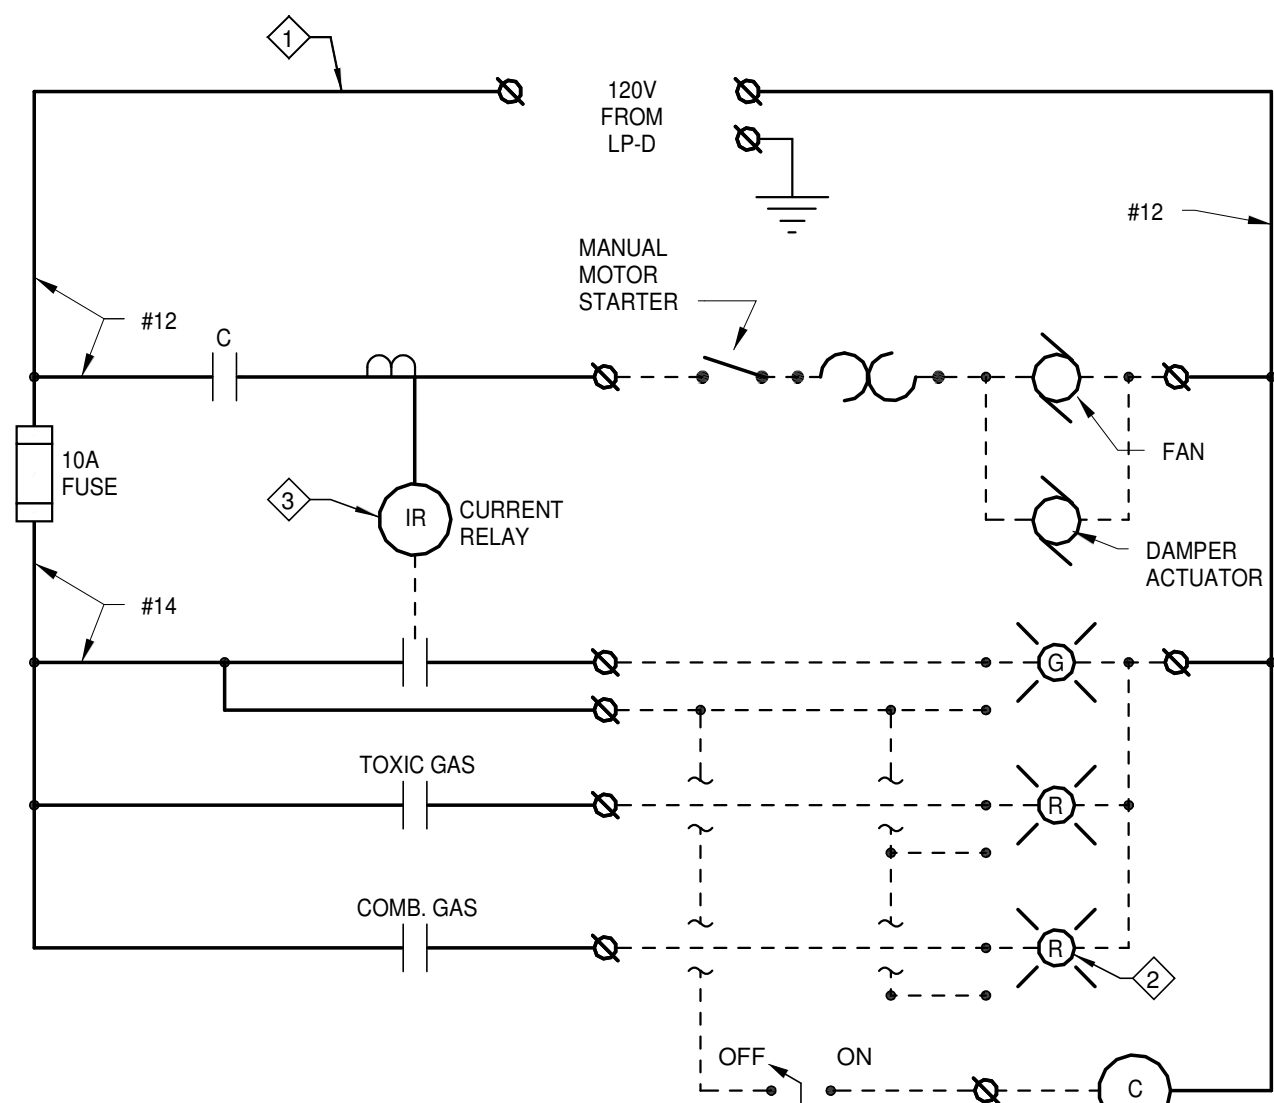 1
120V
FROM
LP-D
#12
MANUAL
MOTOR
STARTER
#12
C
10A
FUSE
FAN
3
IR
CURRENT
RELAY
DAMPER
ACTUATOR
#14
G
TOXIC GAS
R
COMB. GAS
R
2
OFF
ON
C